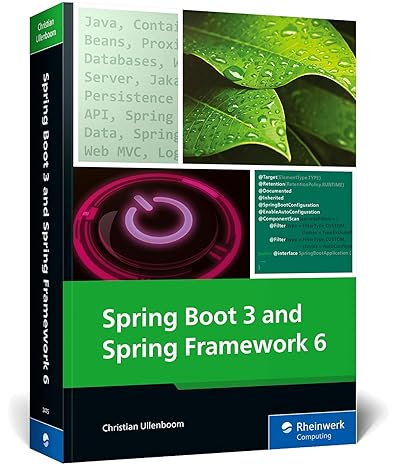 Christian
Ullenboom
Spring Boot 3 and Spring Framework 6
Java, Contai
Beans, Proxi
Databases, W
Server, Jaka
Persistence
API, Spring
Data, Spring
Web MVC, Log
@Target(ElementType.TYPE)
@Retention(RetentionPolicy.RUNTIME)
@Documented
@Inherited
@SpringBootConfiguration
@EnableAutoConfiguration
@ComponentScan
@Filter
@Filter
@interface SpringBootApplication {
Spring Boot 3 and
Spring Framework 6
Christian Ullenboom
Rheinwerk
Computing